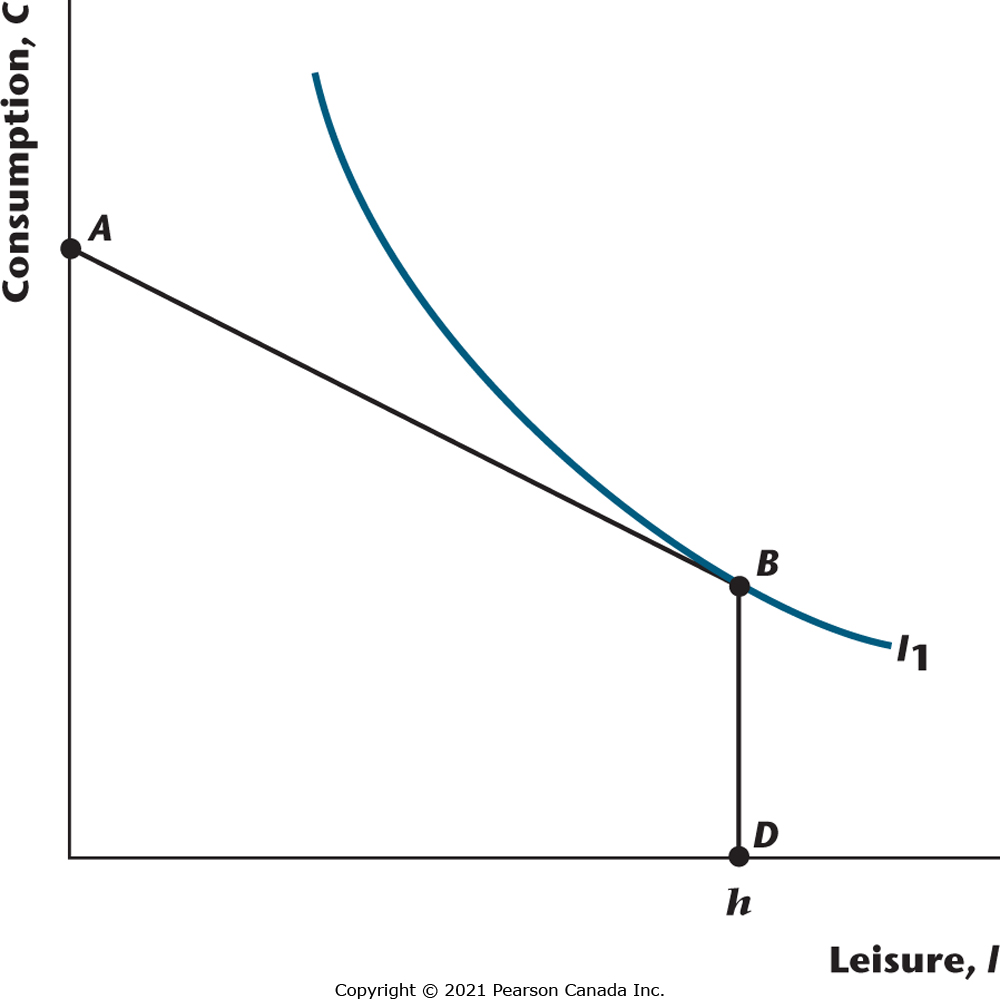 Consumption, C
A
B
I1
D
h
Leisure, l
Copyright © 2021 Pearson Canada Inc.